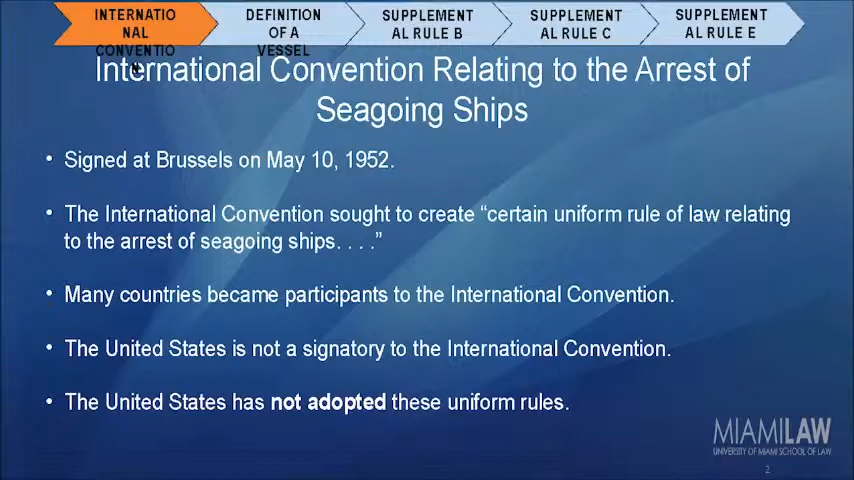 INTERNATIO
NAL
CONVENTIO
N
DEFINITION
OF A
VESSEL
SUPPLEMENT
AL RULE B
SUPPLEMENT
AL RULE C
SUPPLEMENT
AL RULE E
International Convention Relating to the Arrest of
Seagoing Ships
• Signed at Brussels on May 10, 1952.
• The International Convention sought to create “certain uniform rule of law relating
to the arrest of seagoing ships. . . .”
• Many countries became participants to the International Convention.
• The United States is not a signatory to the International Convention.
• The United States has not adopted these uniform rules.
MIAMILAW
UNIVERSITY OF MIAMI SCHOOL OF LAW
2